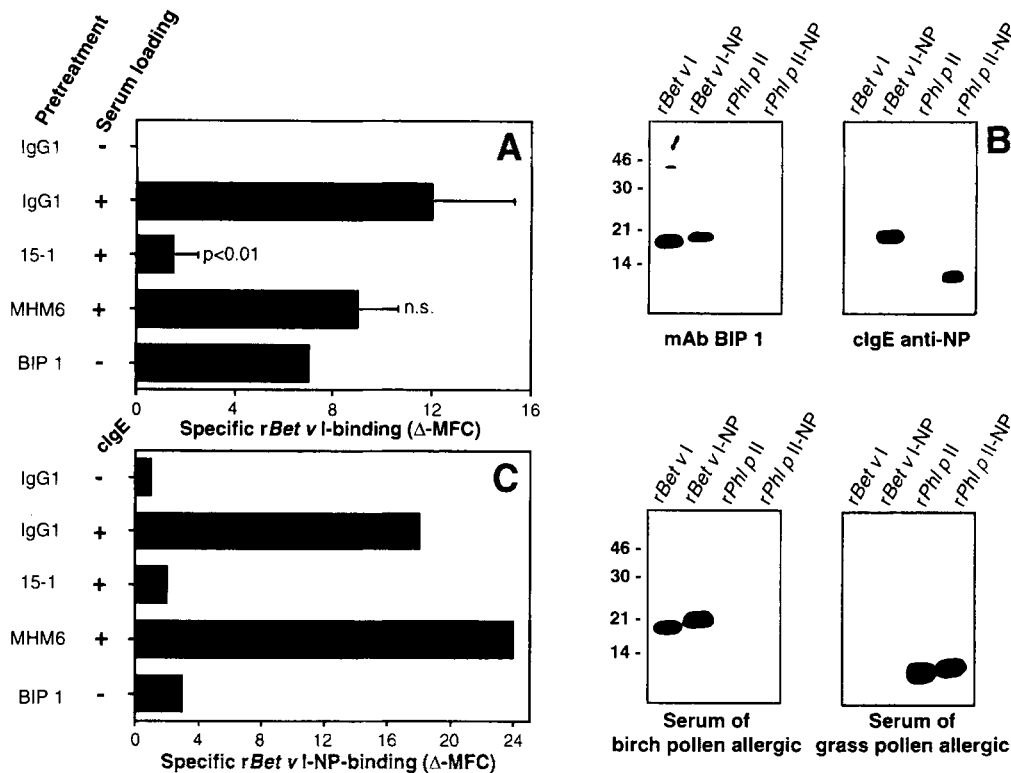 Pretreatment
Serum loading
A
IgG1 -
IgG1 +
15-1 + p<0.01
MHM6 + n.s.
BIP 1 -
0 4 8 12 16
Specific rBet v I-binding (Δ-MFC)
cIgE
C
IgG1 -
IgG1 +
15-1 +
MHM6 +
BIP 1 -
0 4 8 12 16 20 24
Specific rBet v I-NP-binding (Δ-MFC)
B
rBet v I
rBet v I-NP
rPhl p II
rPhl p II-NP
46 -
30 -
21 -
14 -
mAb BIP 1
rBet v I
rBet v I-NP
rPhl p II
rPhl p II-NP
cIgE anti-NP
rBet v I
rBet v I-NP
rPhl p II
rPhl p II-NP
46 -
30 -
21 -
14 -
Serum of
birch pollen allergic
rBet v I
rBet v I-NP
rPhl p II
rPhl p II-NP
Serum of
grass pollen allergic